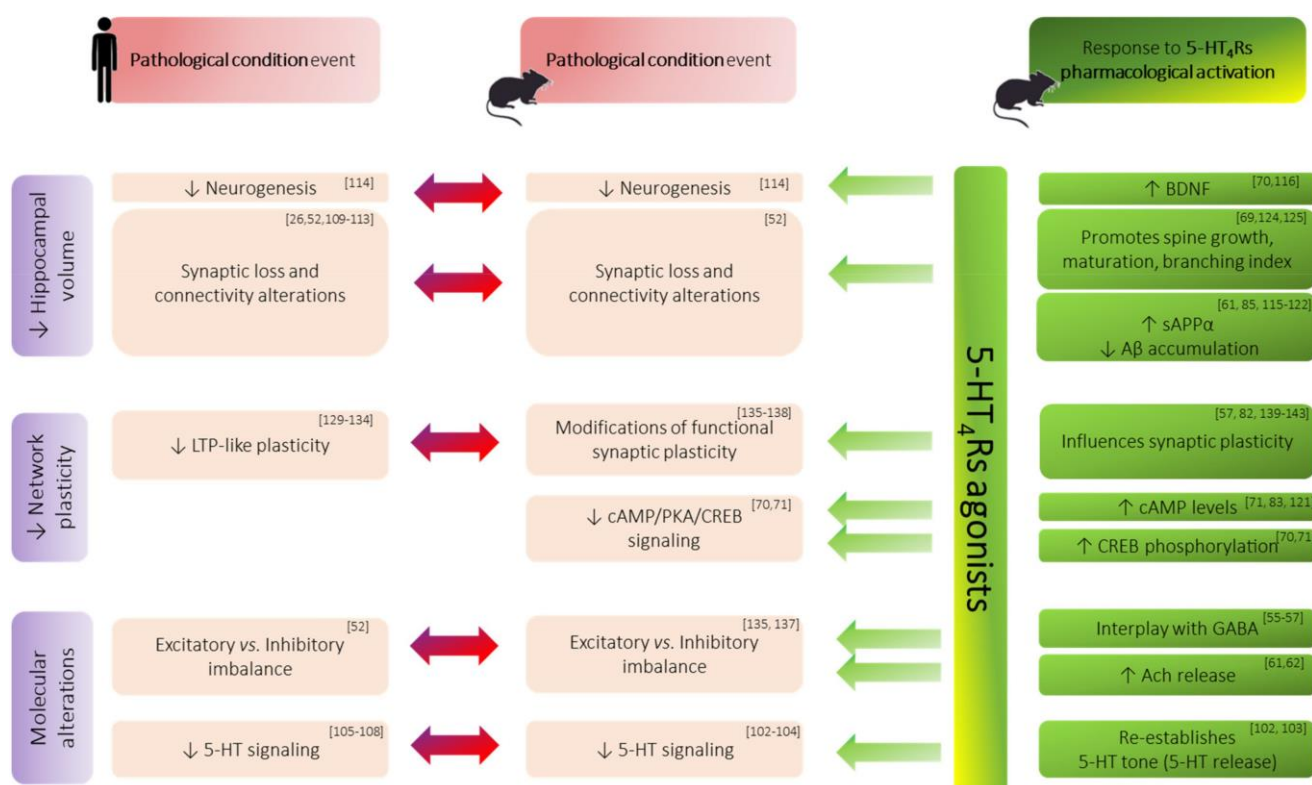 Pathological condition event
Pathological condition event
Response to 5-HT₄Rs
pharmacological activation
↓ Hippocampal
volume
↓ Neurogenesis [114]
↓ Neurogenesis [114]
↑ BDNF [70,116]
[26,52,109-113]
Synaptic loss and
connectivity alterations
[52]
Synaptic loss and
connectivity alterations
[69,124,125]
Promotes spine growth,
maturation, branching index
[61, 85, 115-122]
↑ sAPPα
↓ Aβ accumulation
5-HT₄Rs agonists
↓ Network
plasticity
[129-134]
↓ LTP-like plasticity
[135-138]
Modifications of functional
synaptic plasticity
[57, 82, 139-143]
Influences synaptic plasticity
↓ cAMP/PKA/CREB [70,71]
signaling
↑ cAMP levels [71, 83, 121]
↑ CREB phosphorylation [70,71]
Molecular
alterations
[52]
Excitatory vs. Inhibitory
imbalance
[135, 137]
Excitatory vs. Inhibitory
imbalance
Interplay with GABA [55-57]
↑ Ach release [61,62]
[105-108]
↓ 5-HT signaling
[102-104]
↓ 5-HT signaling
Re-establishes [102, 103]
5-HT tone (5-HT release)